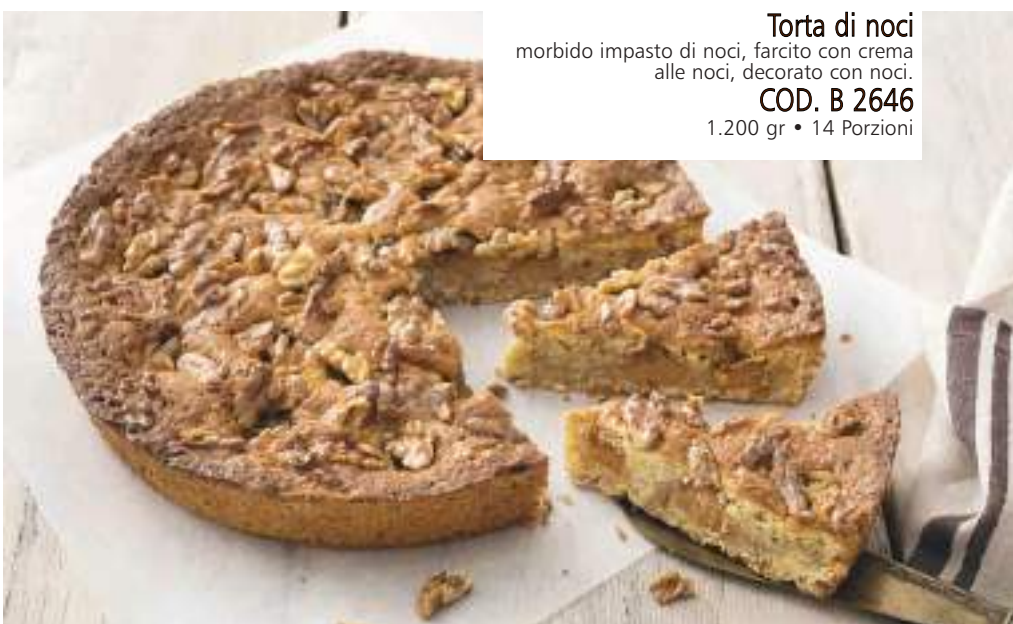 Torta di noci
morbido impasto di noci, farcito con crema
alle noci, decorato con noci.
COD. B 2646
1.200 gr • 14 Porzioni